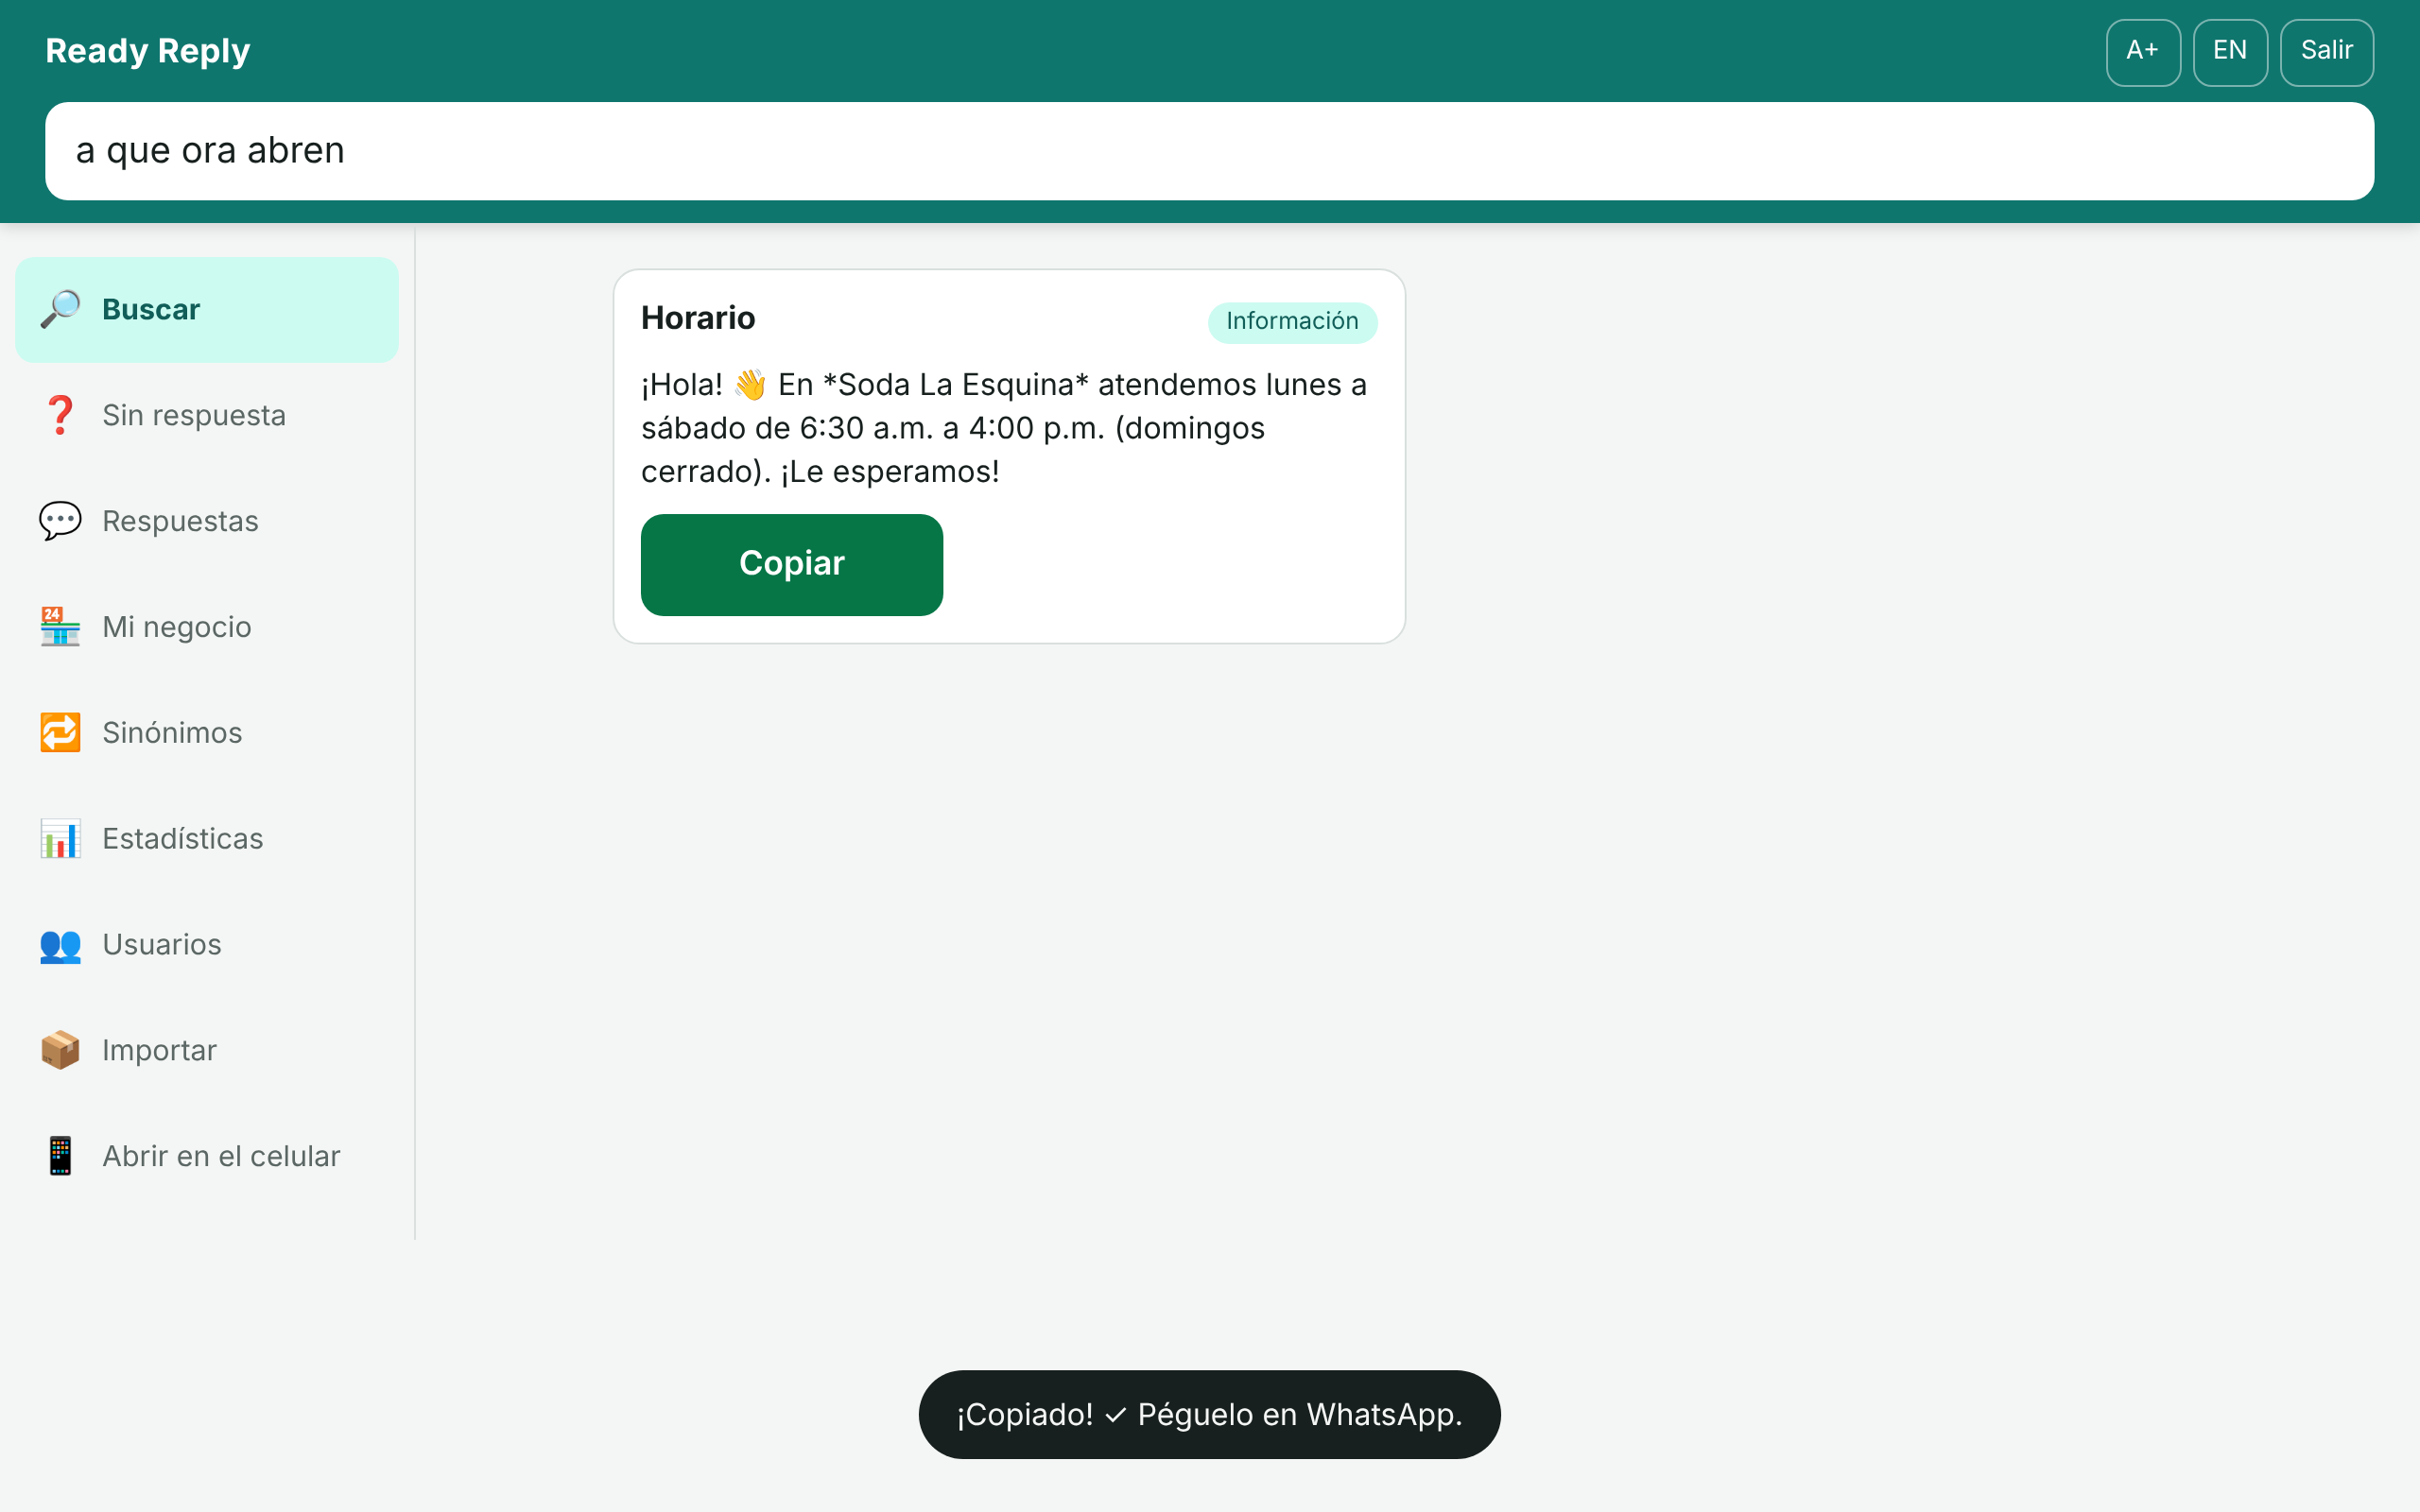 Ready Reply
A+
EN
Salir
a que ora abren
Buscar
Sin respuesta
Respuestas
Mi negocio
Sinónimos
Estadísticas
Usuarios
Importar
Abrir en el celular
Horario
Información
¡Hola! 👋 En *Soda La Esquina* atendemos lunes a
sábado de 6:30 a.m. a 4:00 p.m. (domingos
cerrado). ¡Le esperamos!
Copiar
¡Copiado! ✓ Péguelo en WhatsApp.